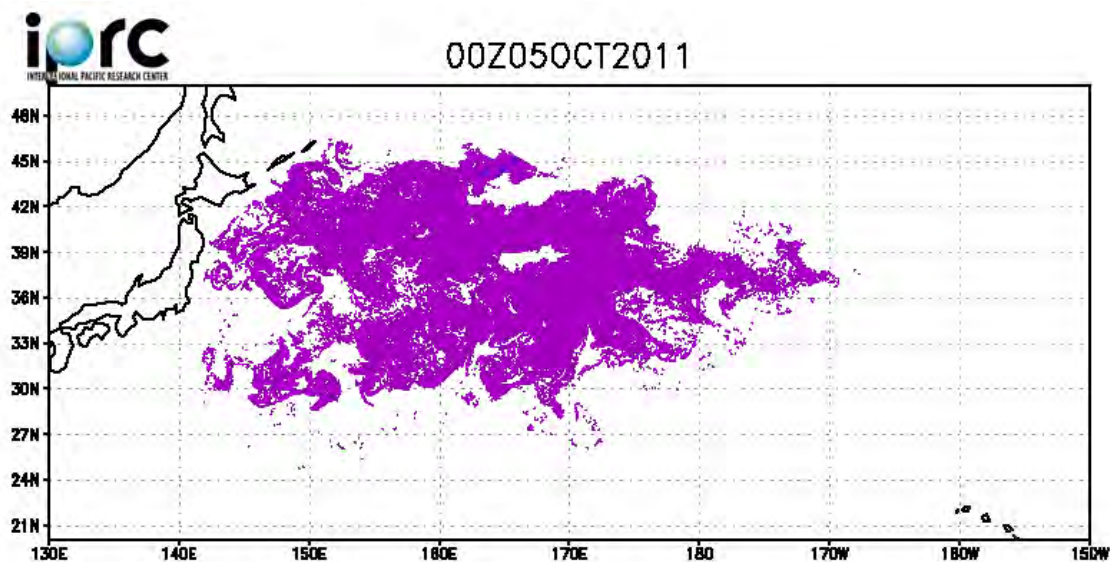 iprc
INTERNATIONAL PACIFIC RESEARCH CENTER
00Z05OCT2011
48N
45N
42N
39N
36N
33N
30N
27N
24N
21N
130E 140E 150E 160E 170E 180 170W 160W 150W